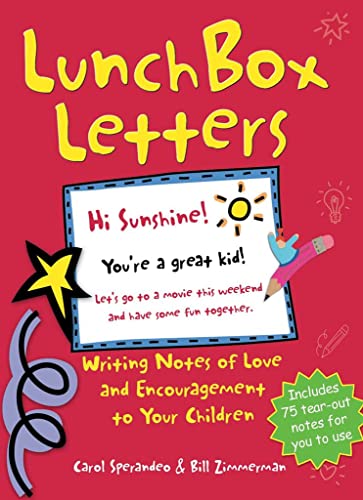 LunchBox
Letters
Hi Sunshine!
You're a great kid!
Let's go to a movie this weekend
and have some fun together.
Writing Notes of Love
and Encouragement
to Your Children
Includes
75 tear-out
notes for
you to use
Carol Sperandeo & Bill Zimmerman